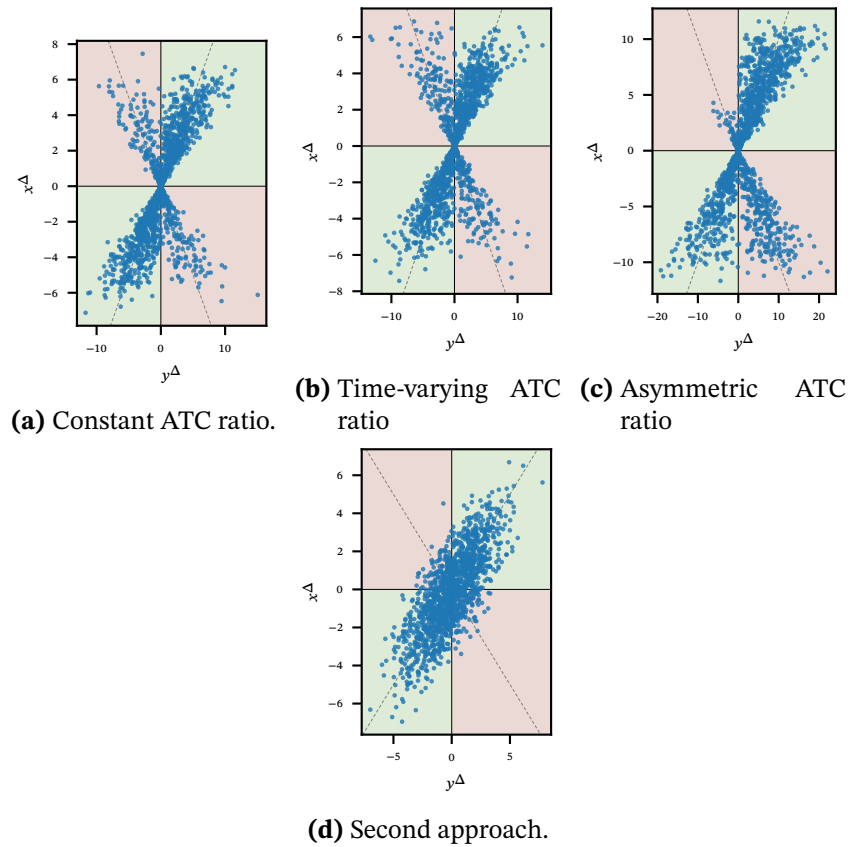 8
6
4
2
0
−2
−4
−6
x^Δ
−10 0 10
y^Δ
(a) Constant ATC ratio.
6
4
2
0
−2
−4
−6
−8
x^Δ
−10 0 10
y^Δ
(b) Time-varying ATC
ratio
10
5
0
−5
−10
x^Δ
−20 −10 0 10 20
y^Δ
(c) Asymmetric ATC
ratio
6
4
2
0
−2
−4
−6
x^Δ
−5 0 5
y^Δ
(d) Second approach.